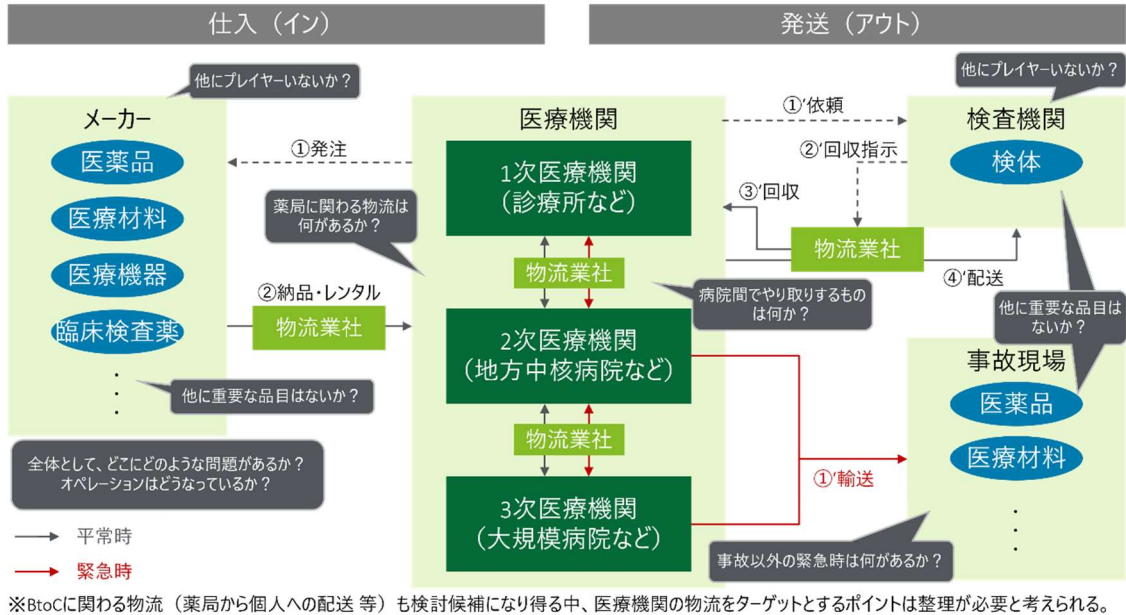 仕入（イン）
発送（アウト）
他にプレイヤーいないか？
他にプレイヤーいないか？
メーカー
医薬品
医療材料
医療機器
臨床検査薬
・
・
・
①発注
薬局に関わる物流は
何があるか？
②納品・レンタル
物流業社
他に重要な品目はないか？
全体として、どこにどのような問題があるか？
オペレーションはどうなっているか？
平常時
緊急時
医療機関
1次医療機関
（診療所など）
物流業社
2次医療機関
（地方中核病院など）
物流業社
3次医療機関
（大規模病院など）
①'依頼
②'回収指示
③'回収
物流業社
④'配送
病院間でやり取りするもの
は何か？
検査機関
検体
他に重要な品目は
ないか？
事故現場
医薬品
医療材料
・
・
・
①'輸送
事故以外の緊急時は何があるか？
※BtoCに関わる物流（薬局から個人への配送 等）も検討候補になり得る中、医療機関の物流をターゲットとするポイントは整理が必要と考えられる。